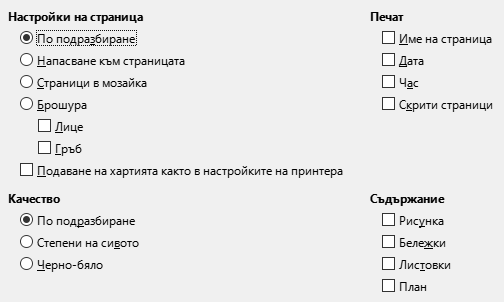 Настройки на страница
По подразбиране
Напасване към страницата
Страници в мозайка
Брошура
Лице
Гръб
Подаване на хартията както в настройките на принтера
Печат
Име на страница
Дата
Час
Скрити страници
Качество
По подразбиране
Степени на сивото
Черно-бяло
Съдържание
Рисунка
Бележки
Листовки
План